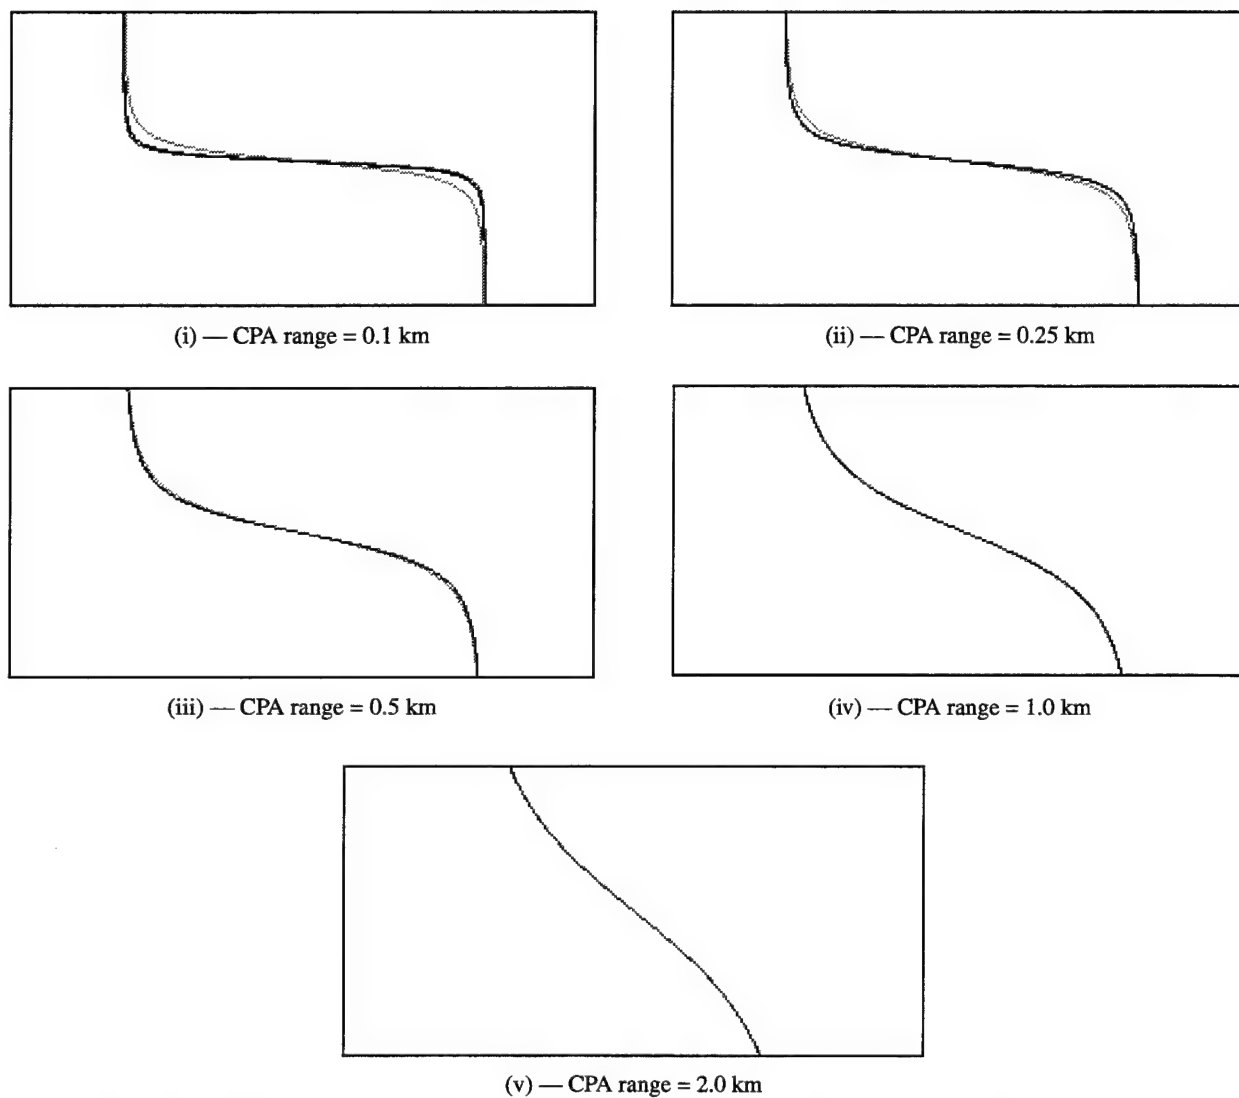 (i) — CPA range = 0.1 km
(ii) — CPA range = 0.25 km
(iii) — CPA range = 0.5 km
(iv) — CPA range = 1.0 km
(v) — CPA range = 2.0 km